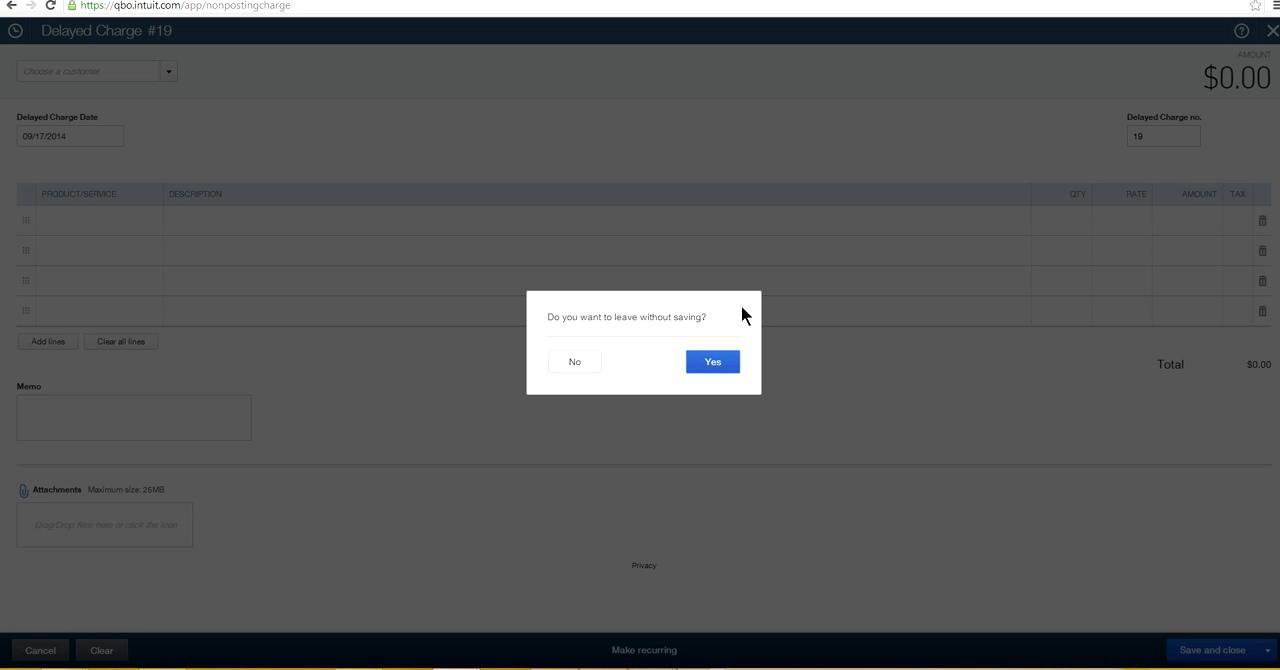 https://qbo.intuit.com/app/nonpostingcharge
Delayed Charge #19
?
AMOUNT
$0.00
Choose a customer
Delayed Charge Date
09/17/2014
Delayed Charge no.
19
PRODUCT/SERVICE DESCRIPTION QTY RATE AMOUNT TAX
Do you want to leave without saving?
No Yes
Add lines Clear all lines
Total $0.00
Memo
Attachments Maximum size: 25MB
Drag/Drop files here or click the icon
Privacy
Cancel Clear Make recurring Save and close